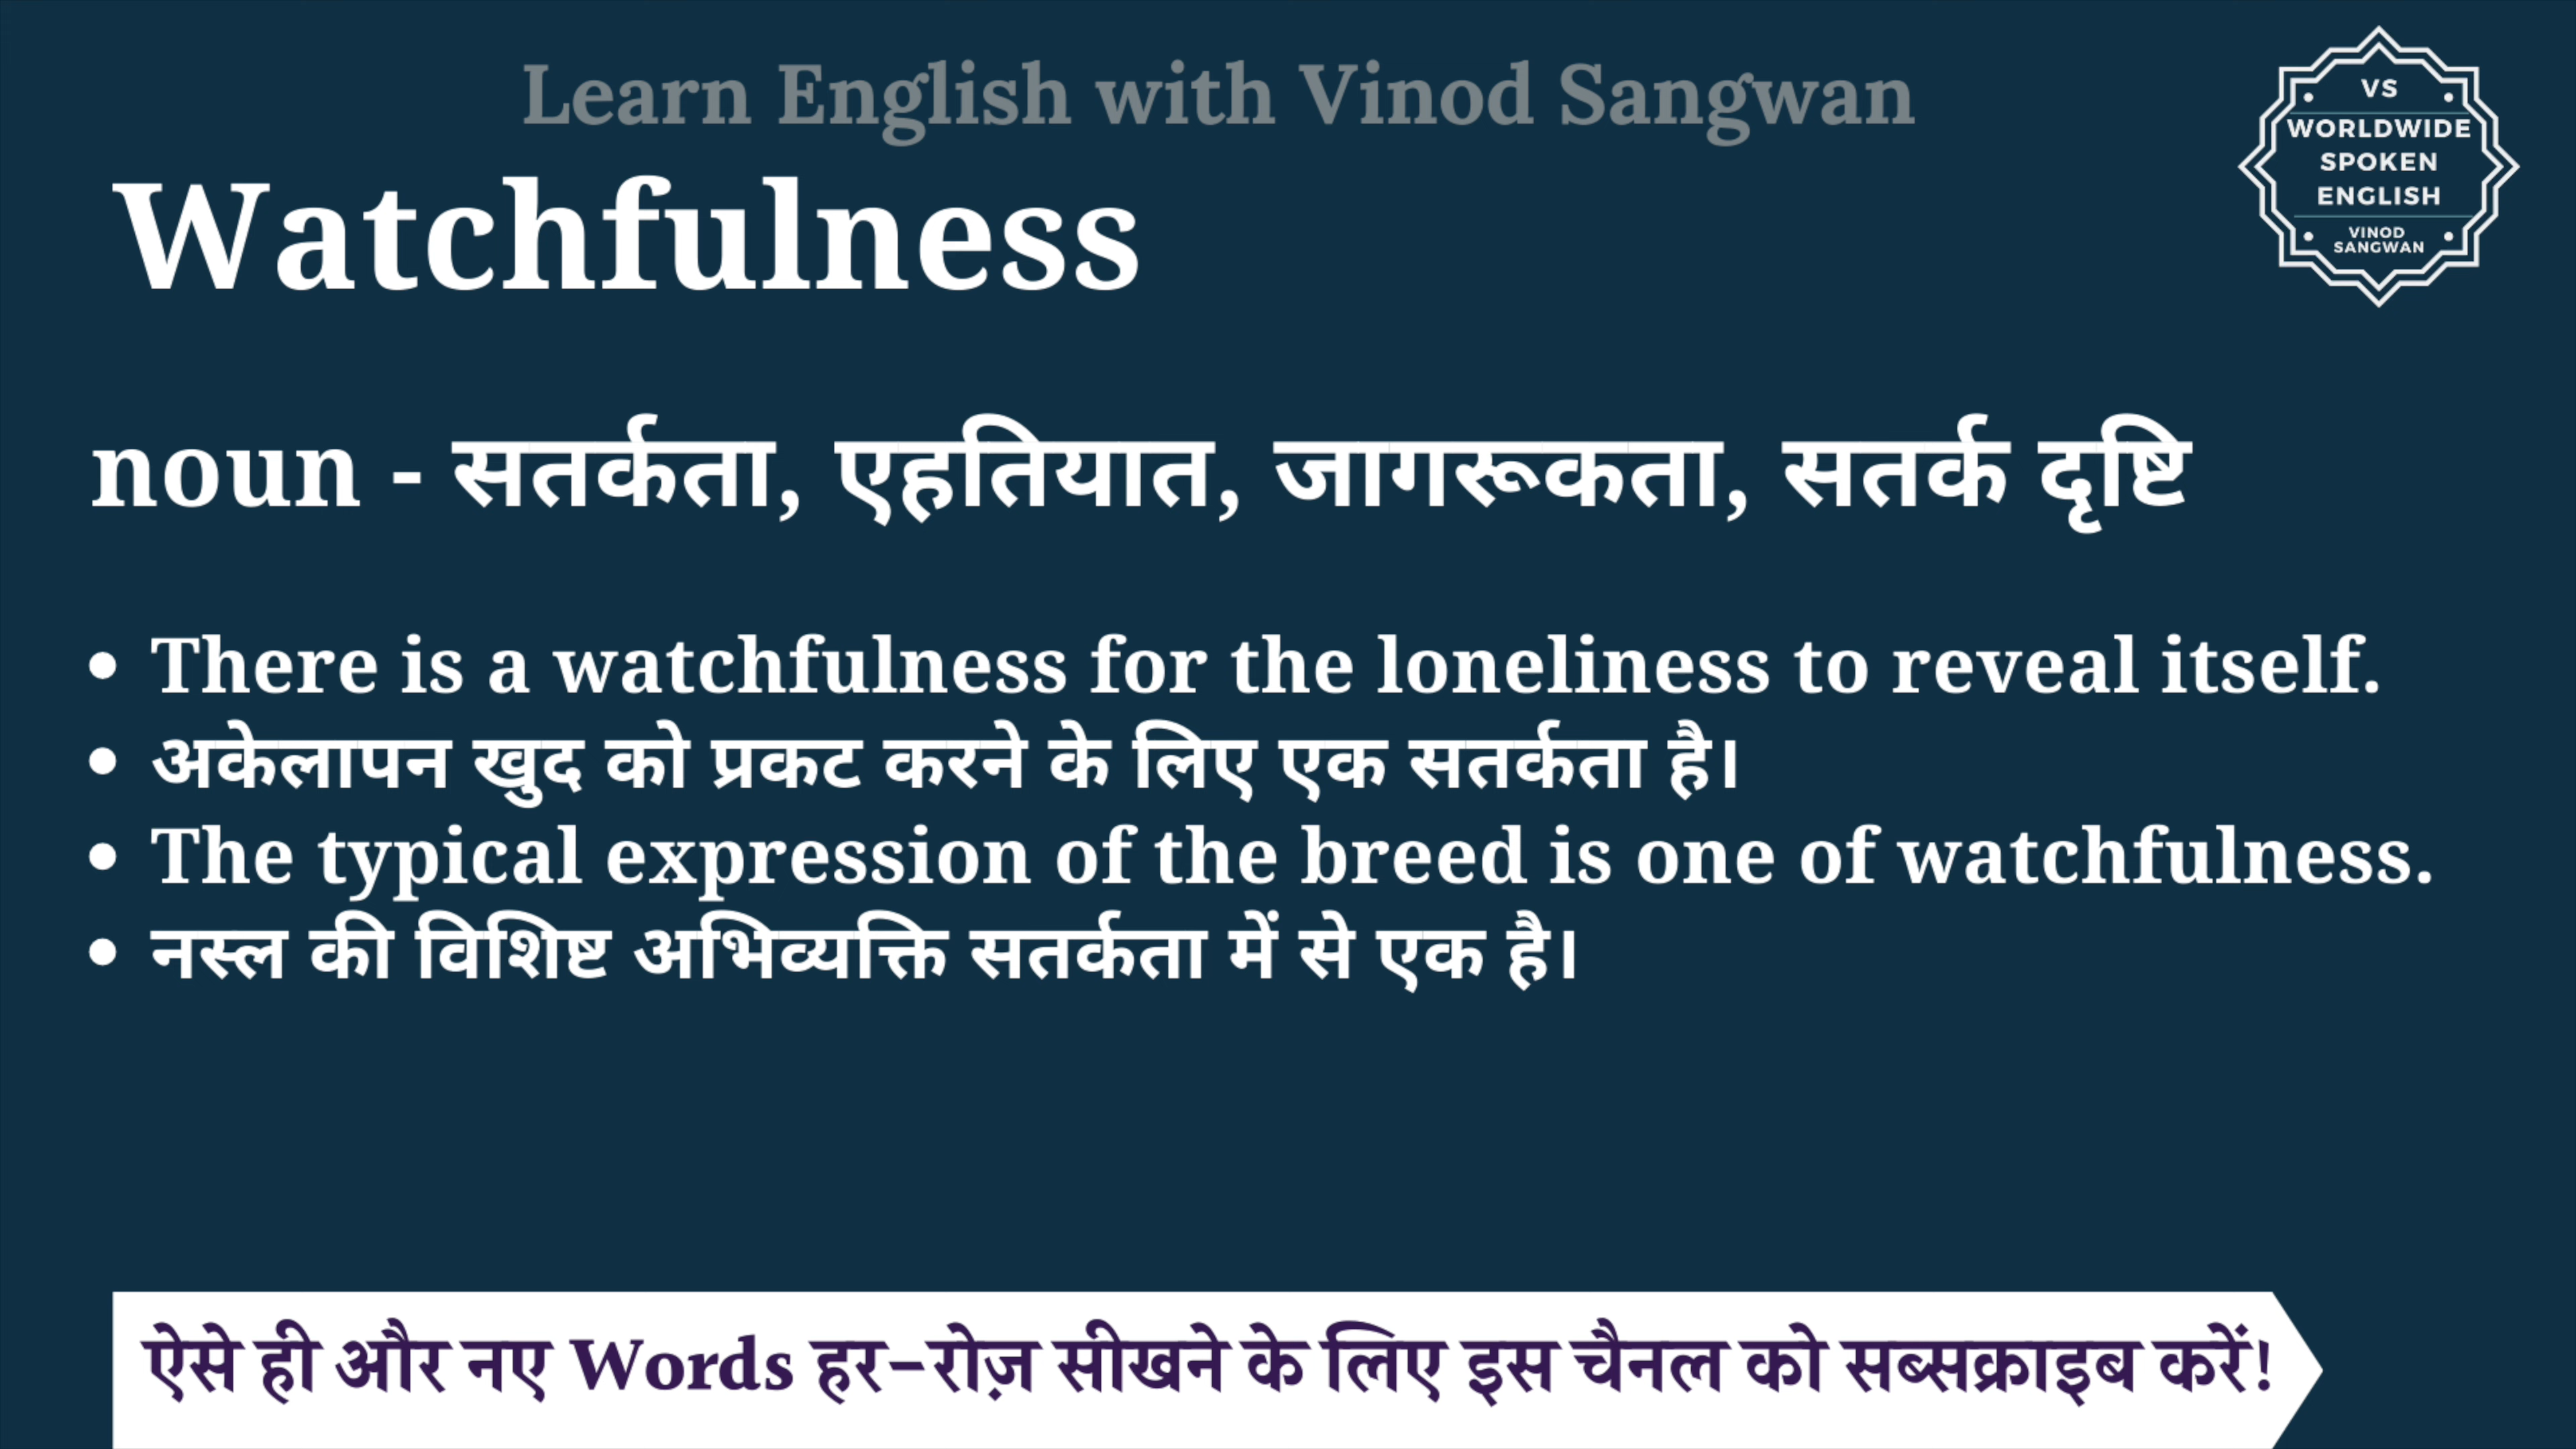 Learn English with Vinod Sangwan
VS
WORLDWIDE
SPOKEN
ENGLISH
VINOD
SANGWAN
Watchfulness
noun - सतर्कता, एहतियात, जागरूकता, सतर्क दृष्टि
• There is a watchfulness for the loneliness to reveal itself.
• अकेलापन खुद को प्रकट करने के लिए एक सतर्कता है।
• The typical expression of the breed is one of watchfulness.
• नस्ल की विशिष्ट अभिव्यक्ति सतर्कता में से एक है।
ऐसे ही और नए Words हर-रोज़ सीखने के लिए इस चैनल को सब्सक्राइब करें!